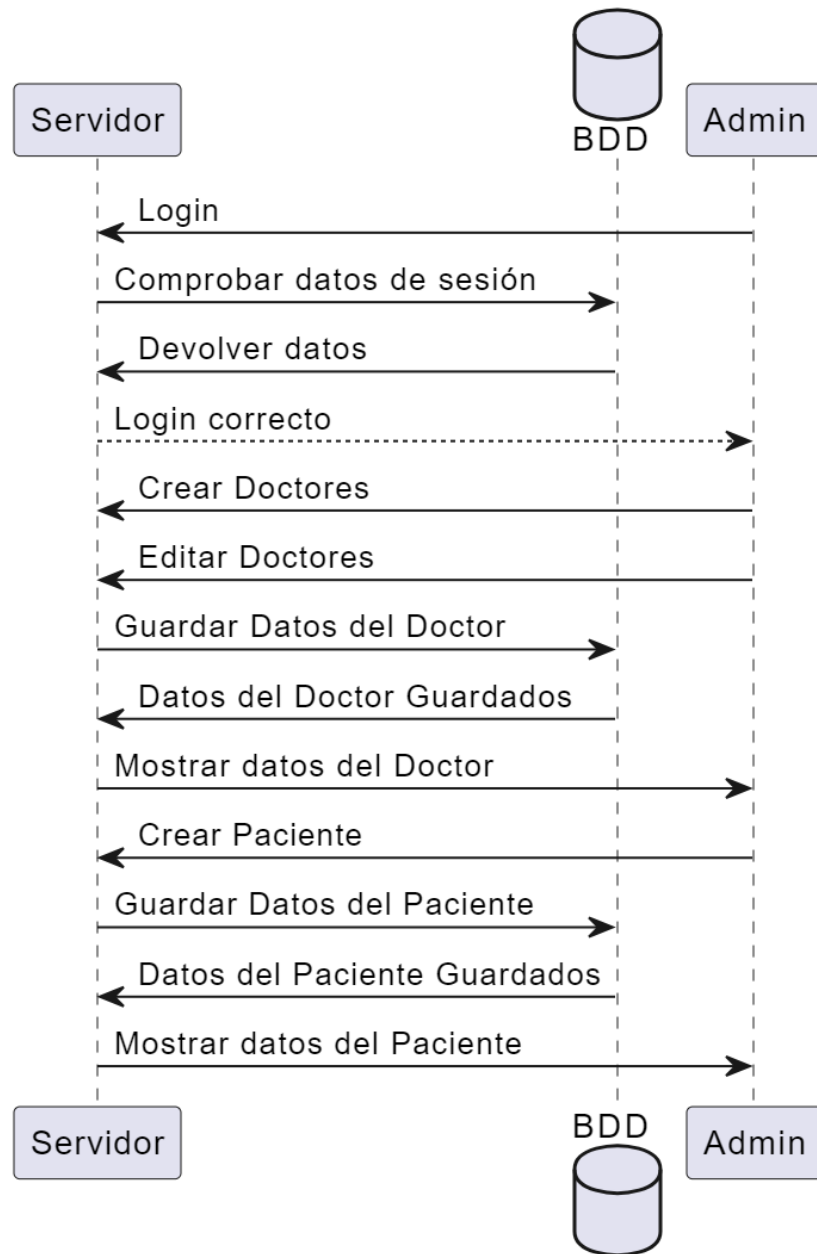 Servidor
BDD
Admin
Login
Comprobar datos de sesión
Devolver datos
Login correcto
Crear Doctores
Editar Doctores
Guardar Datos del Doctor
Datos del Doctor Guardados
Mostrar datos del Doctor
Crear Paciente
Guardar Datos del Paciente
Datos del Paciente Guardados
Mostrar datos del Paciente
Servidor
BDD
Admin